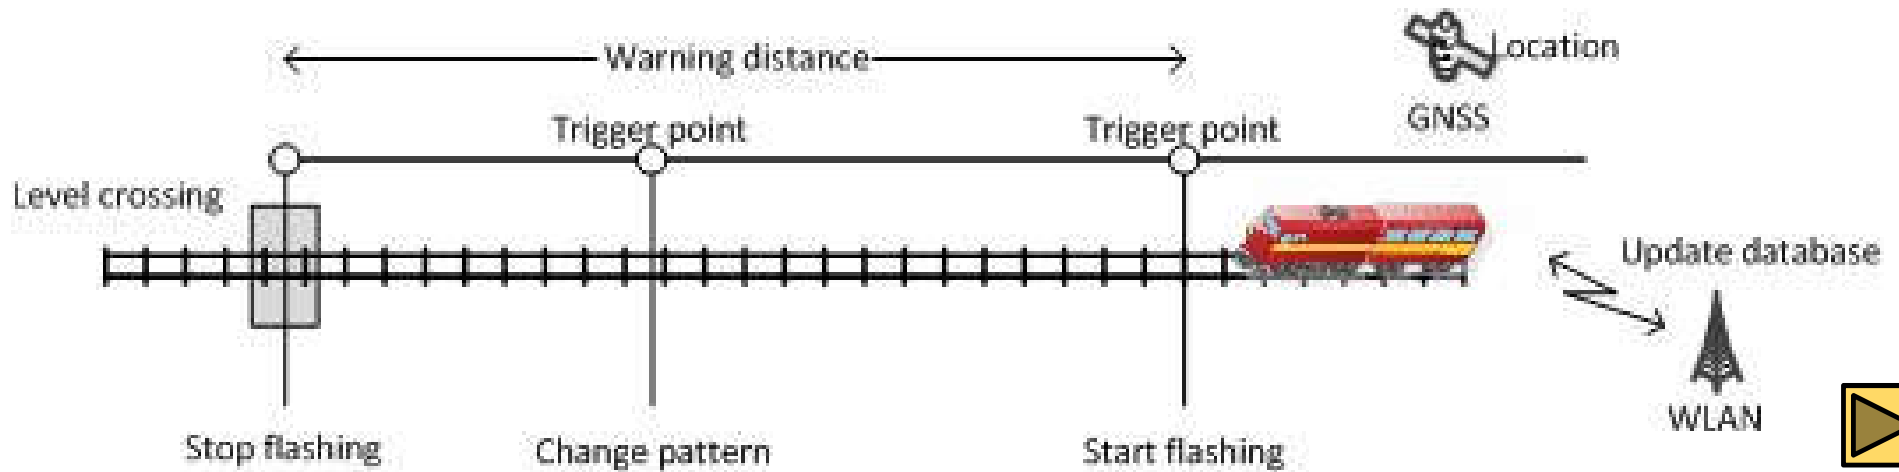 Warning distance
Location
GNSS
Trigger point
Trigger point
Level crossing
Update database
WLAN
Stop flashing
Change pattern
Start flashing